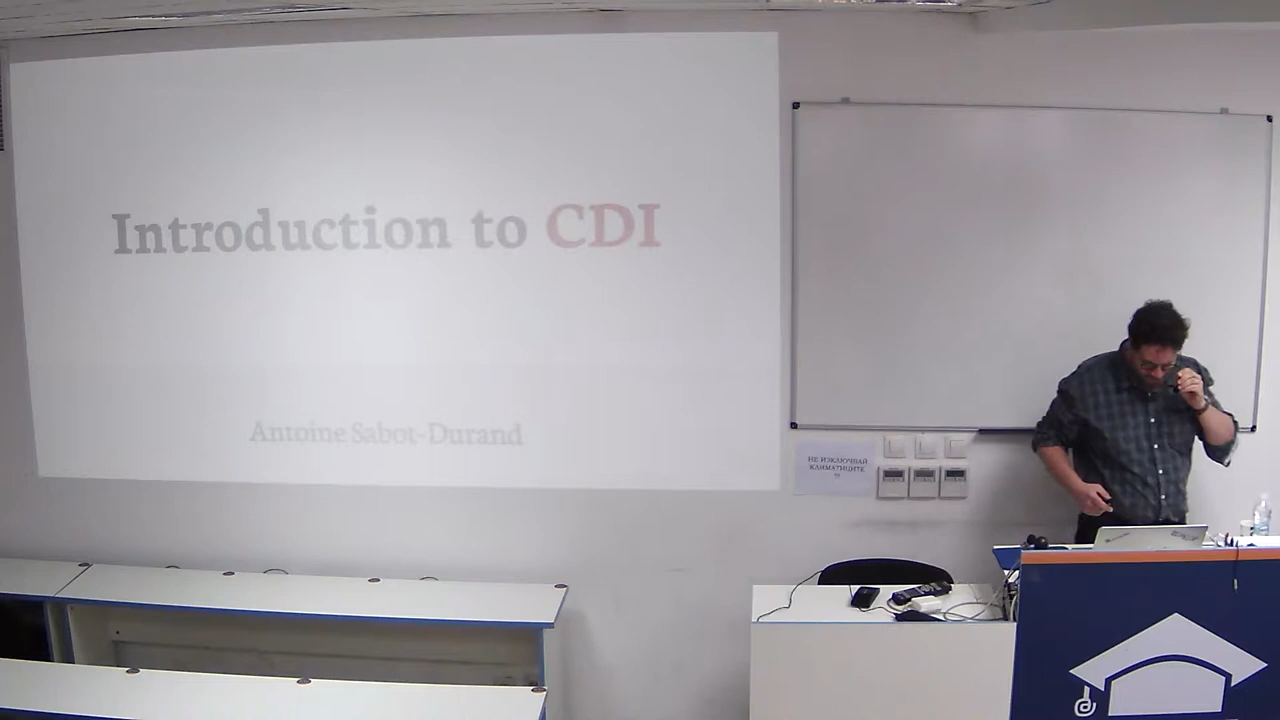 Introduction to CDI
Antoine Sabot-Durand
НЕ ИЗКЛЮЧВАЙ
КЛИМАТИЦИТЕ
!!!